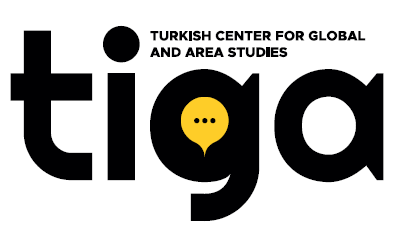 TURKISH CENTER FOR GLOBAL
AND AREA STUDIES
tiga